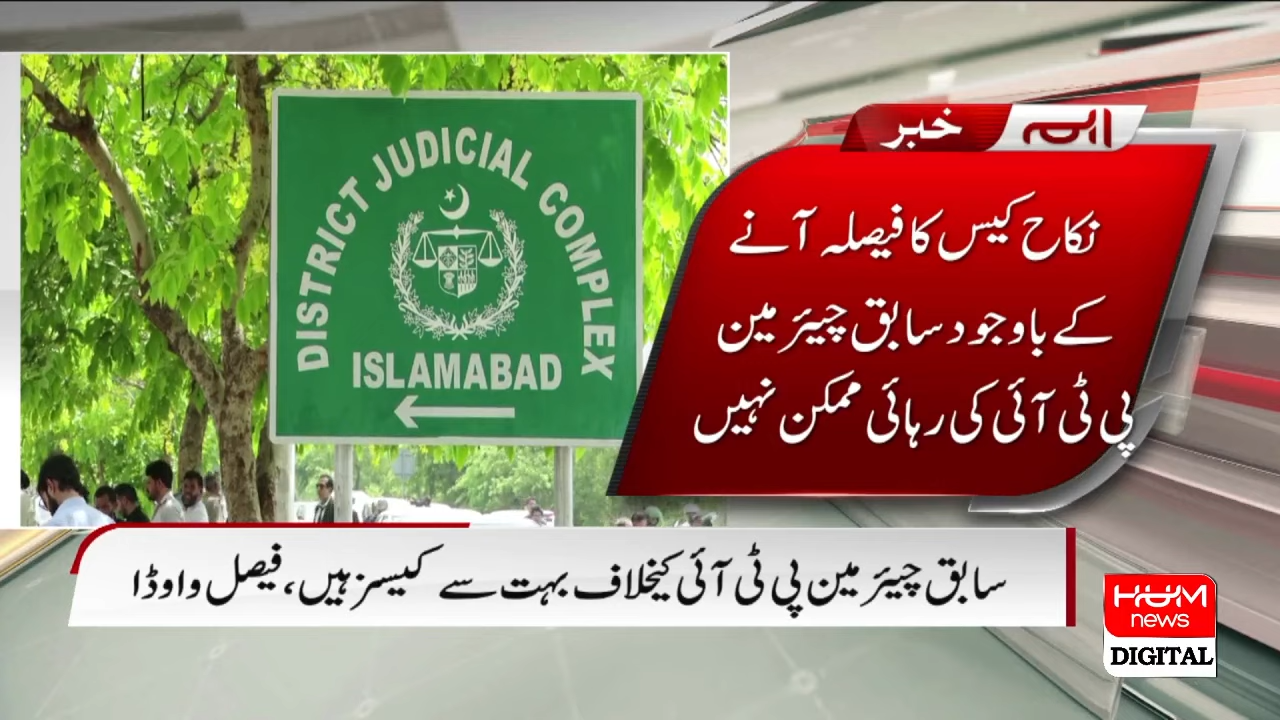 اہم خبر
نکاح کیس کا فیصلہ آنے
کے باوجود سابق چیئرمین
پی ٹی آئی کی رہائی ممکن نہیں
DISTRICT JUDICIAL COMPLEX
ISLAMABAD
سابق چیئرمین پی ٹی آئی کیخلاف بہت سے کیسز ہیں، فیصل واوڈا
HUM
news
DIGITAL